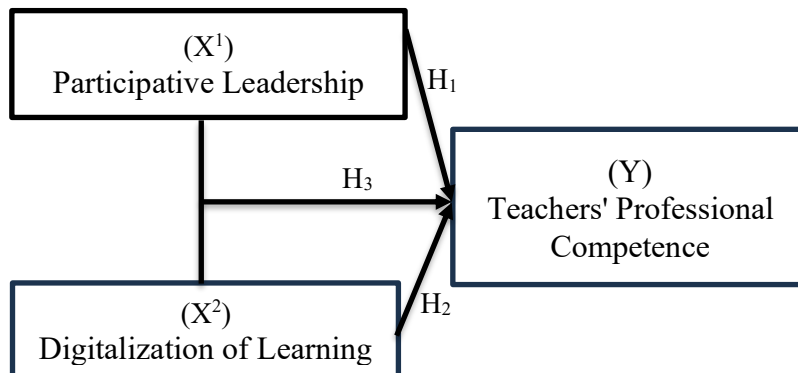 (X¹)
Participative Leadership
H₁
(Y)
Teachers' Professional
Competence
H₃
(X²)
Digitalization of Learning
H₂